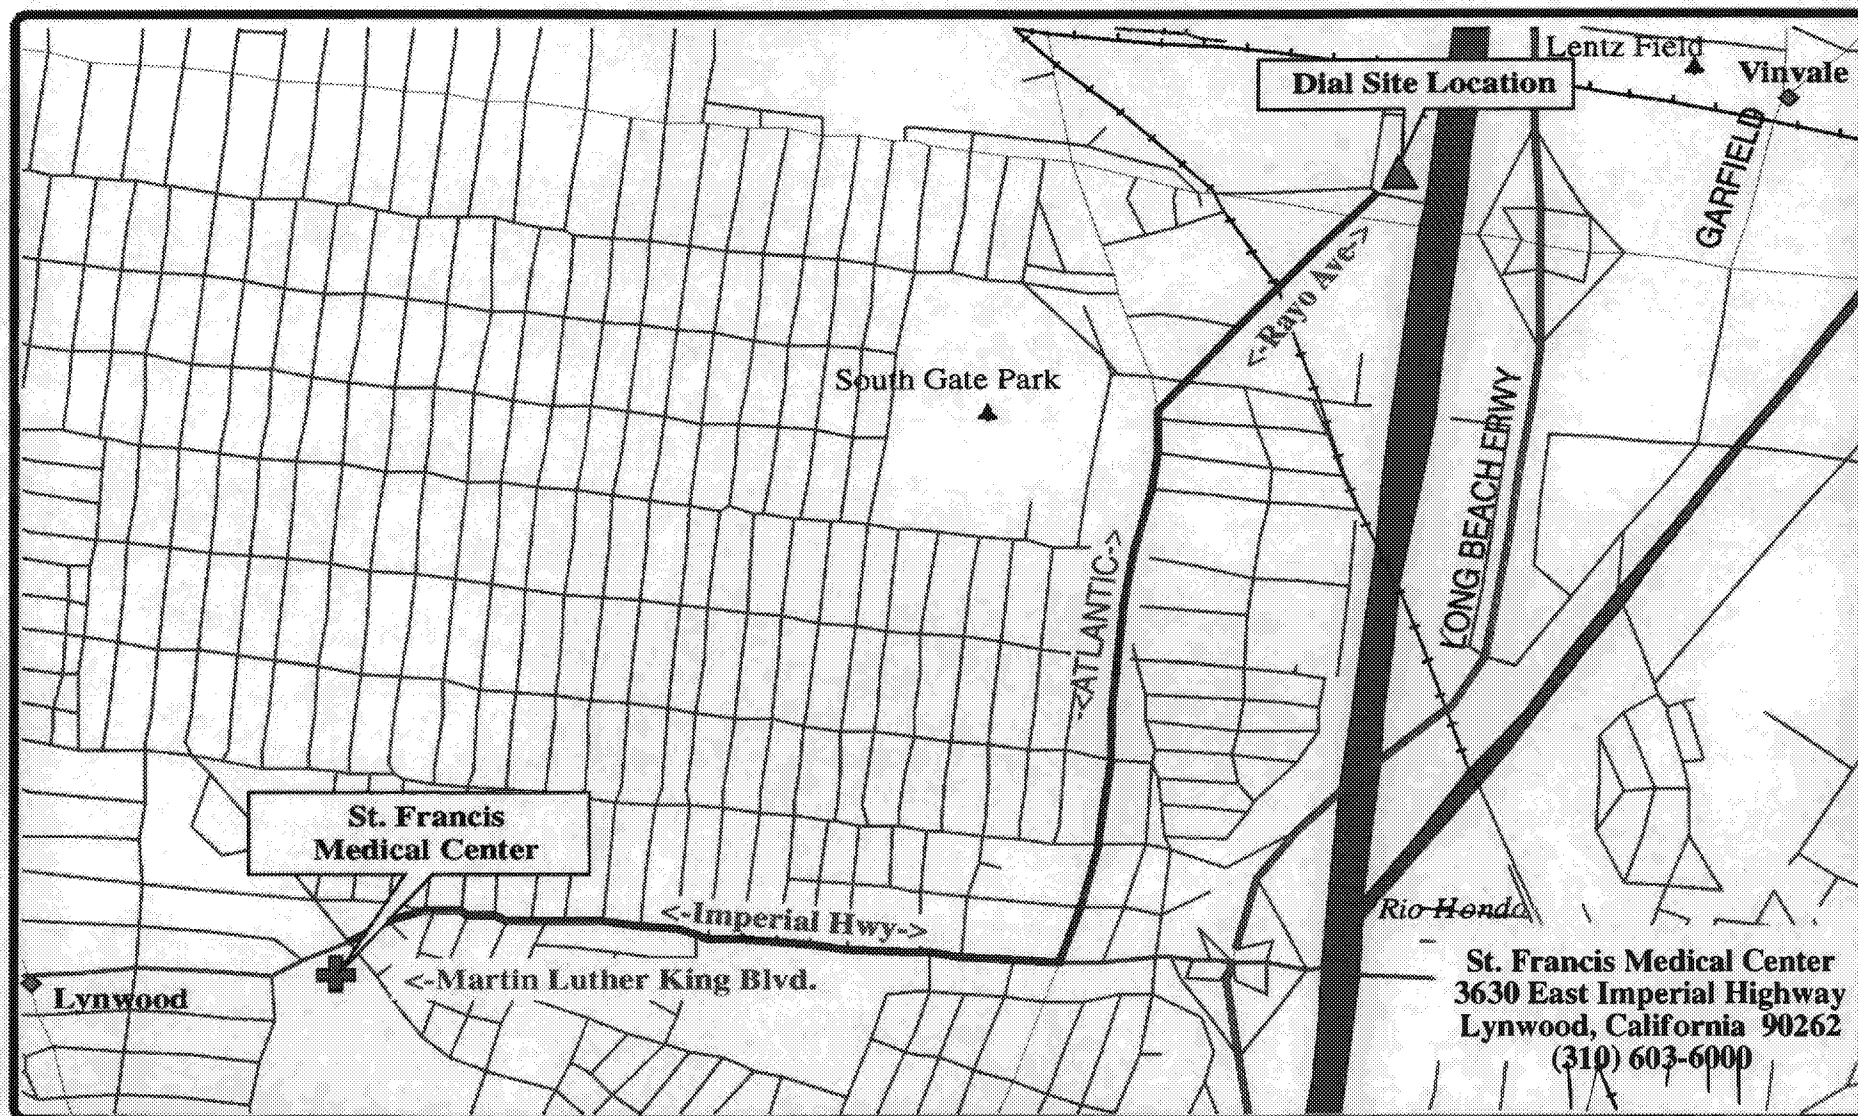 Lentz Field
Vinvale
Dial Site Location
GARFIELD
<-Rayo Ave->
South Gate Park
LONG BEACH FRWY
-<ATLANTIC->
St. Francis
Medical Center
<-Imperial Hwy->
Rio Hondo
<-Martin Luther King Blvd.
Lynwood
St. Francis Medical Center
3630 East Imperial Highway
Lynwood, California 90262
(310) 603-6000